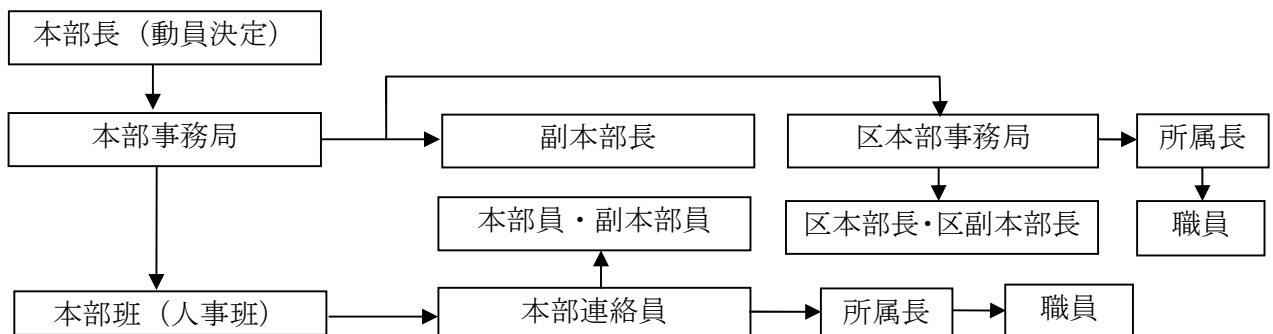 本部長（動員決定）
本部事務局
副本部長
区本部事務局
所属長
本部員・副本部員
区本部長・区副本部長
職員
本部班（人事班）
本部連絡員
所属長
職員